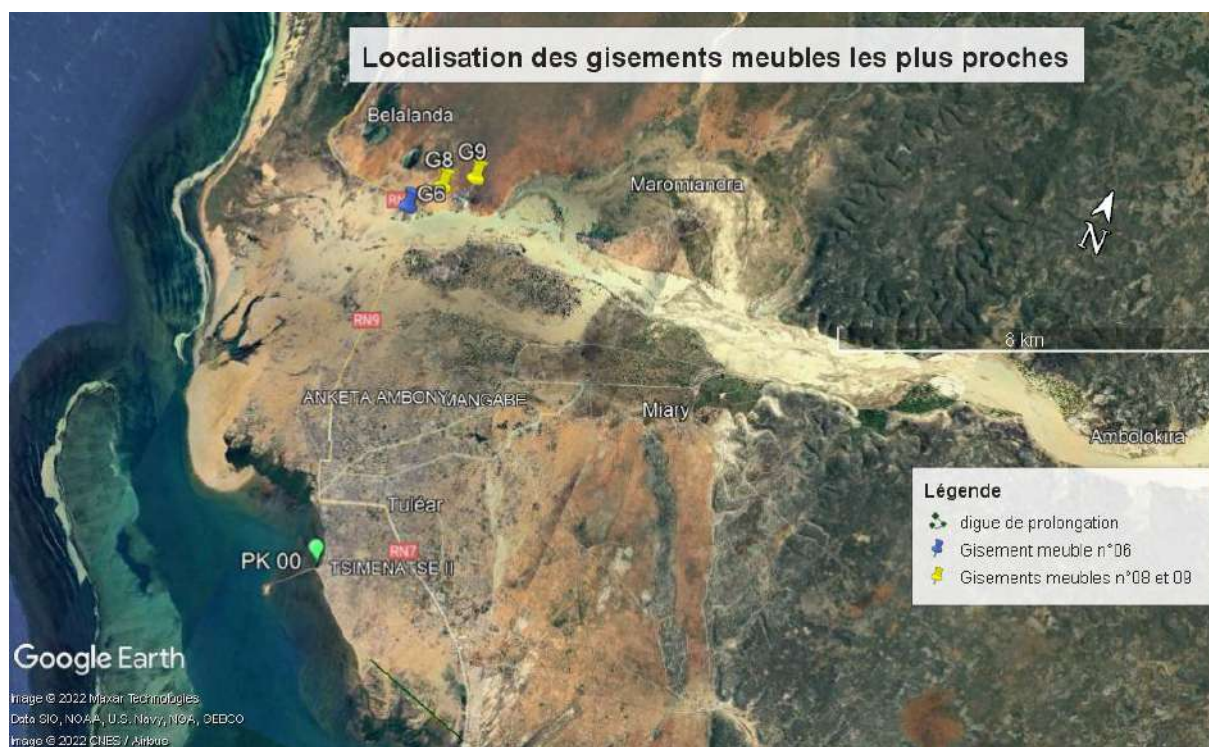 Localisation des gisements meubles les plus proches
Belalanda
G8
G9
G6
Maromiandra
N
RN9
6 km
ANKETA AMBONY
MANGABE
Miary
Ambolokira
Tuléar
PK 00
RN7
TSIMENATSE II
Légende
digue de prolongation
Gisement meuble n°06
Gisements meubles n°08 et 09
Google Earth
Image © 2022 Maxar Technologies
Data SIO, NOAA, U.S. Navy, NGA, GEBCO
Image © 2022 CNES / Airbus